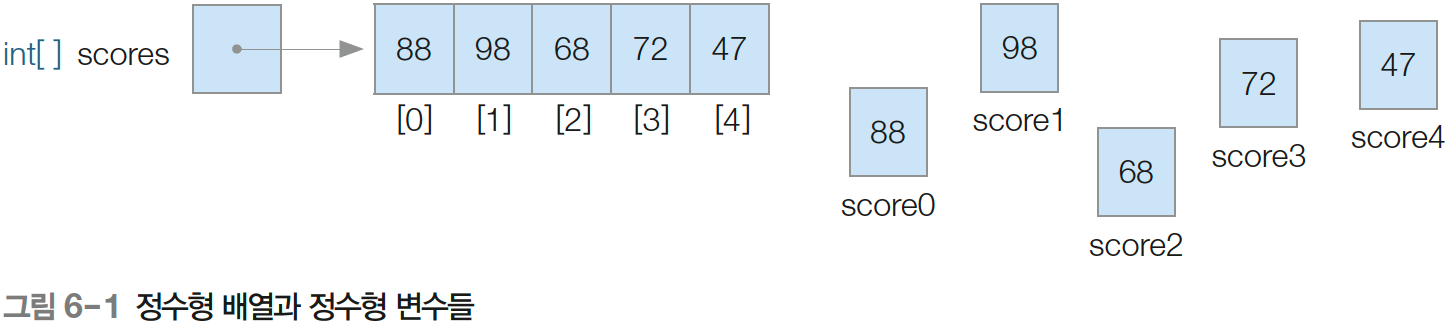 int[ ] scores
88 98 68 72 47
[0] [1] [2] [3] [4]
88
score0
98
score1
68
score2
72
score3
47
score4
그림 6-1 정수형 배열과 정수형 변수들